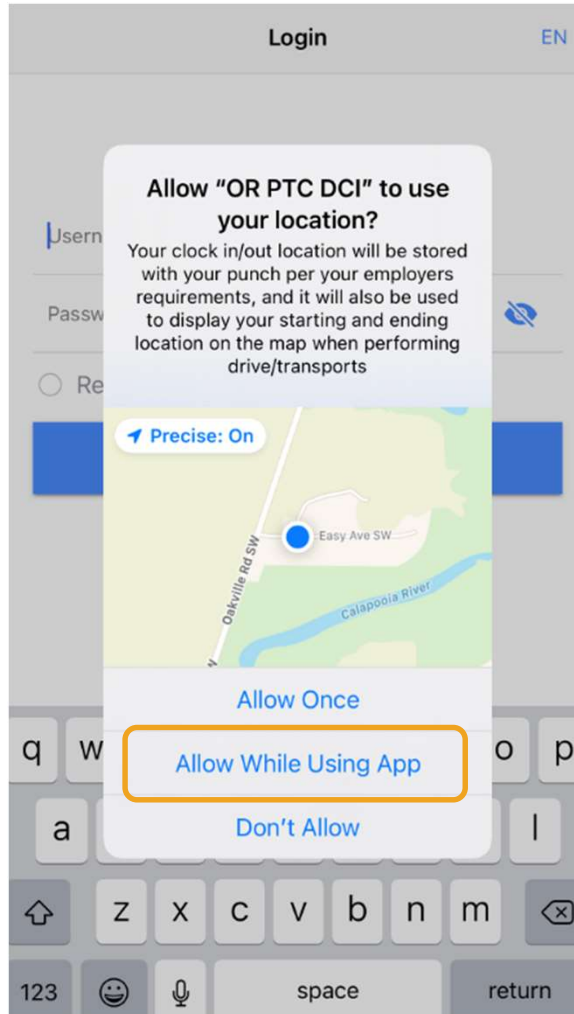 Login
EN
Allow “OR PTC DCI” to use
your location?
Your clock in/out location will be stored
with your punch per your employers
requirements, and it will also be used
to display your starting and ending
location on the map when performing
drive/transports
Usern
Passw
Re
Precise: On
Easy Ave SW
Oakville Rd SW
Calapooia River
W
Allow Once
Allow While Using App
Don’t Allow
q w o p
a l
z x c v b n m
123 space return